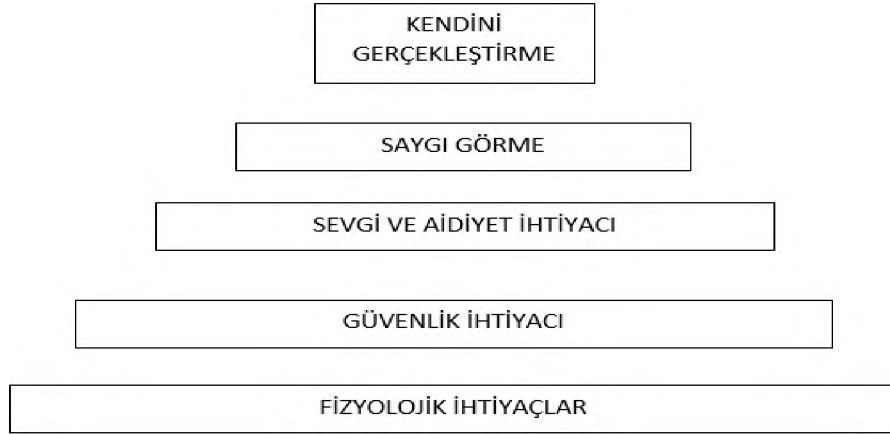 KENDİNİ
GERÇEKLEŞTİRME
SAYGI GÖRME
SEVGİ VE AİDİYET İHTİYACI
GÜVENLİK İHTİYACI
FİZYOLOJİK İHTİYAÇLAR